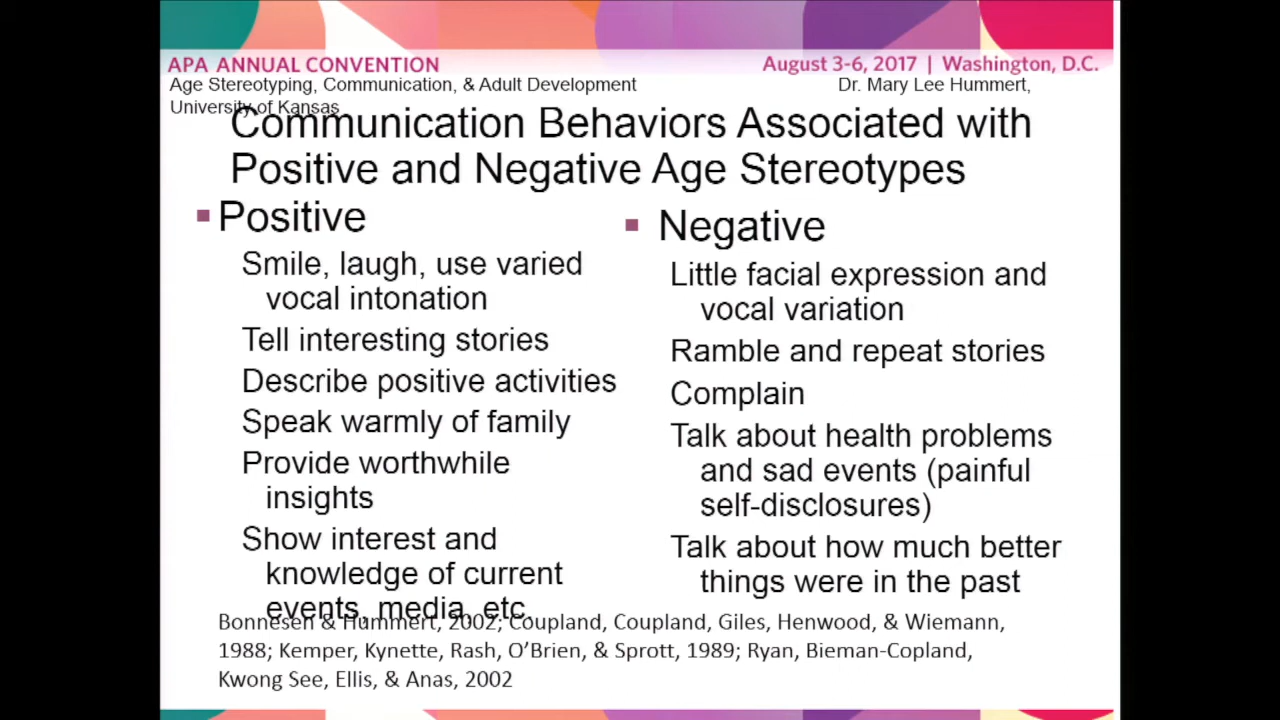 APA ANNUAL CONVENTION
August 3-6, 2017 | Washington, D.C.
Age Stereotyping, Communication, & Adult Development
Dr. Mary Lee Hummert,
University of Kansas
Communication Behaviors Associated with
Positive and Negative Age Stereotypes
▪ Positive
Smile, laugh, use varied
vocal intonation
Tell interesting stories
Describe positive activities
Speak warmly of family
Provide worthwhile
insights
Show interest and
knowledge of current
events, media, etc.
▪ Negative
Little facial expression and
vocal variation
Ramble and repeat stories
Complain
Talk about health problems
and sad events (painful
self-disclosures)
Talk about how much better
things were in the past
Bonnesen & Hummert, 2002; Coupland, Coupland, Giles, Henwood, & Wiemann,
1988; Kemper, Kynette, Rash, O’Brien, & Sprott, 1989; Ryan, Bieman-Copland,
Kwong See, Ellis, & Anas, 2002